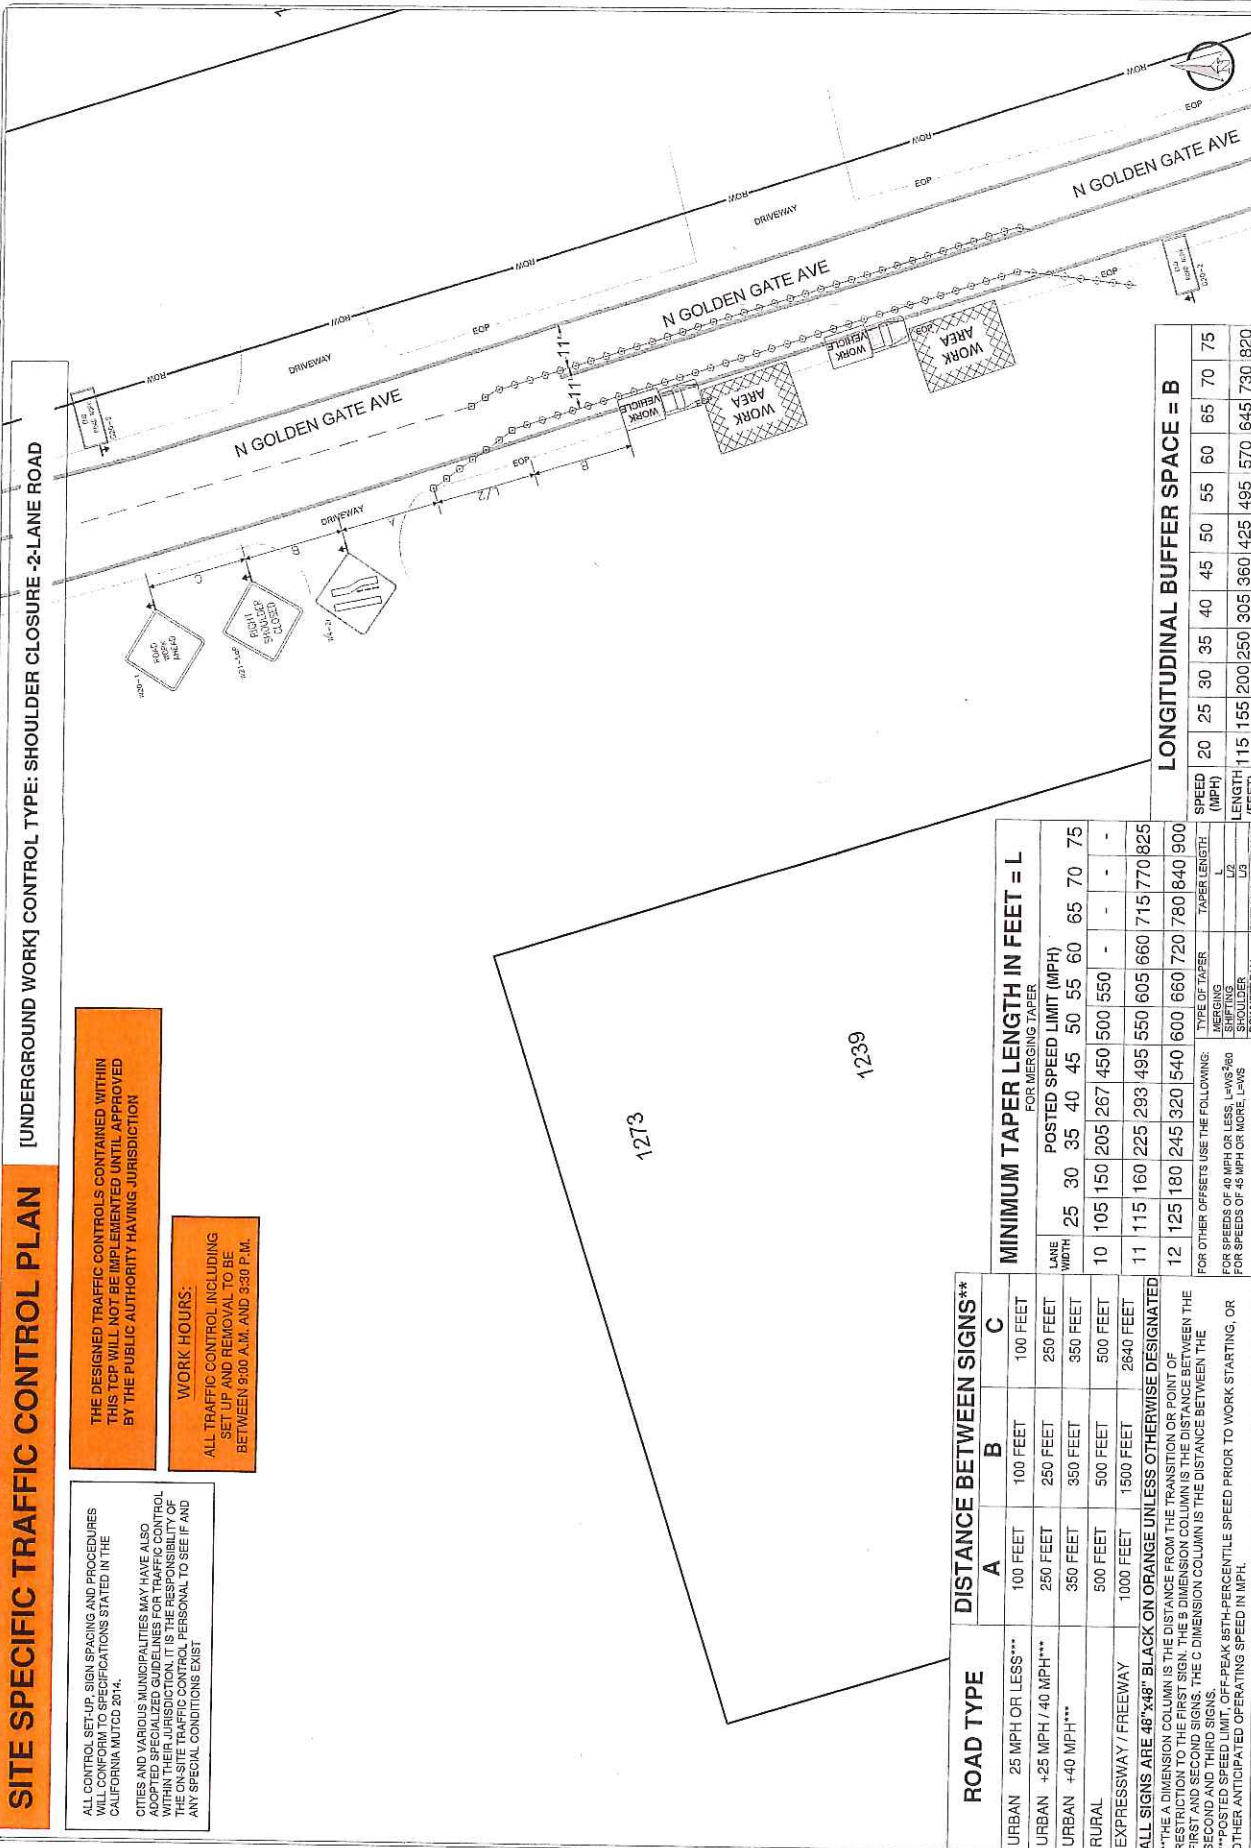 SITE SPECIFIC TRAFFIC CONTROL PLAN
[UNDERGROUND WORK] CONTROL TYPE: SHOULDER CLOSURE -2-LANE ROAD
ALL CONTROL SET-UP, SIGN SPACING AND PROCEDURES
WILL CONFORM TO SPECIFICATIONS STATED IN THE
CALIFORNIA MUTCD 2014.
CITIES AND VARIOUS MUNICIPALITIES MAY HAVE ALSO
ADOPTED SPECIALIZED GUIDELINES FOR TRAFFIC CONTROL
WITHIN THEIR JURISDICTION. IT IS THE RESPONSIBILITY OF
THE ON-SITE TRAFFIC CONTROL PERSONAL TO SEE IF AND
ANY SPECIAL CONDITIONS EXIST
THE DESIGNED TRAFFIC CONTROLS CONTAINED WITHIN
THIS TCP WILL NOT BE IMPLEMENTED UNTIL APPROVED
BY THE PUBLIC AUTHORITY HAVING JURISDICTION
WORK HOURS:
ALL TRAFFIC CONTROL INCLUDING
SET UP AND REMOVAL TO BE
BETWEEN 9:00 A.M. AND 3:30 P.M.
W20-1
ROAD
WORK
AHEAD
RIGHT
SHOULDER
CLOSED
C
B
A
L/2
B
DRIVEWAY
EOP
N GOLDEN GATE AVE
DRIVEWAY
ROW
ROW
EOP
11'
11'
ROW
N GOLDEN GATE AVE
WORK
VEHICLE
WORK
AREA
WORK
VEHICLE
WORK
AREA
EOP
ROW
DRIVEWAY
EOP
ROW
N GOLDEN GATE AVE
EOP
ROW
EOP
G20-2
1273
1239
ROAD TYPE
DISTANCE BETWEEN SIGNS**
A B C
URBAN 25 MPH OR LESS*** 100 FEET 100 FEET 100 FEET
URBAN +25 MPH / 40 MPH*** 250 FEET 250 FEET 250 FEET
URBAN +40 MPH*** 350 FEET 350 FEET 350 FEET
RURAL 500 FEET 500 FEET 500 FEET
EXPRESSWAY / FREEWAY 1000 FEET 1500 FEET 2640 FEET
ALL SIGNS ARE 48"x48" BLACK ON ORANGE UNLESS OTHERWISE DESIGNATED
**THE A DIMENSION COLUMN IS THE DISTANCE FROM THE TRANSITION OR POINT OF
RESTRICTION TO THE FIRST SIGN. THE B DIMENSION COLUMN IS THE DISTANCE BETWEEN THE
FIRST AND SECOND SIGNS. THE C DIMENSION COLUMN IS THE DISTANCE BETWEEN THE
SECOND AND THIRD SIGNS.
***POSTED SPEED LIMIT, OFF-PEAK 85TH-PERCENTILE SPEED PRIOR TO WORK STARTING, OR
OTHER ANTICIPATED OPERATING SPEED IN MPH.
MINIMUM TAPER LENGTH IN FEET = L
FOR MERGING TAPER
LANE WIDTH
POSTED SPEED LIMIT (MPH)
25 30 35 40 45 50 55 60 65 70 75
10 105 150 205 267 450 500 550 - - - -
11 115 160 225 293 495 550 605 660 715 770 825
12 125 180 245 320 540 600 660 720 780 840 900
FOR OTHER OFFSETS USE THE FOLLOWING:
FOR SPEEDS OF 40 MPH OR LESS, L=WS²/60
FOR SPEEDS OF 45 MPH OR MORE, L=WS
TYPE OF TAPER TAPER LENGTH
MERGING L
SHIFTING L/2
SHOULDER L/3
LONGITUDINAL BUFFER SPACE = B
SPEED (MPH) 20 25 30 35 40 45 50 55 60 65 70 75
LENGTH 115 155 200 250 305 360 425 495 570 645 730 820